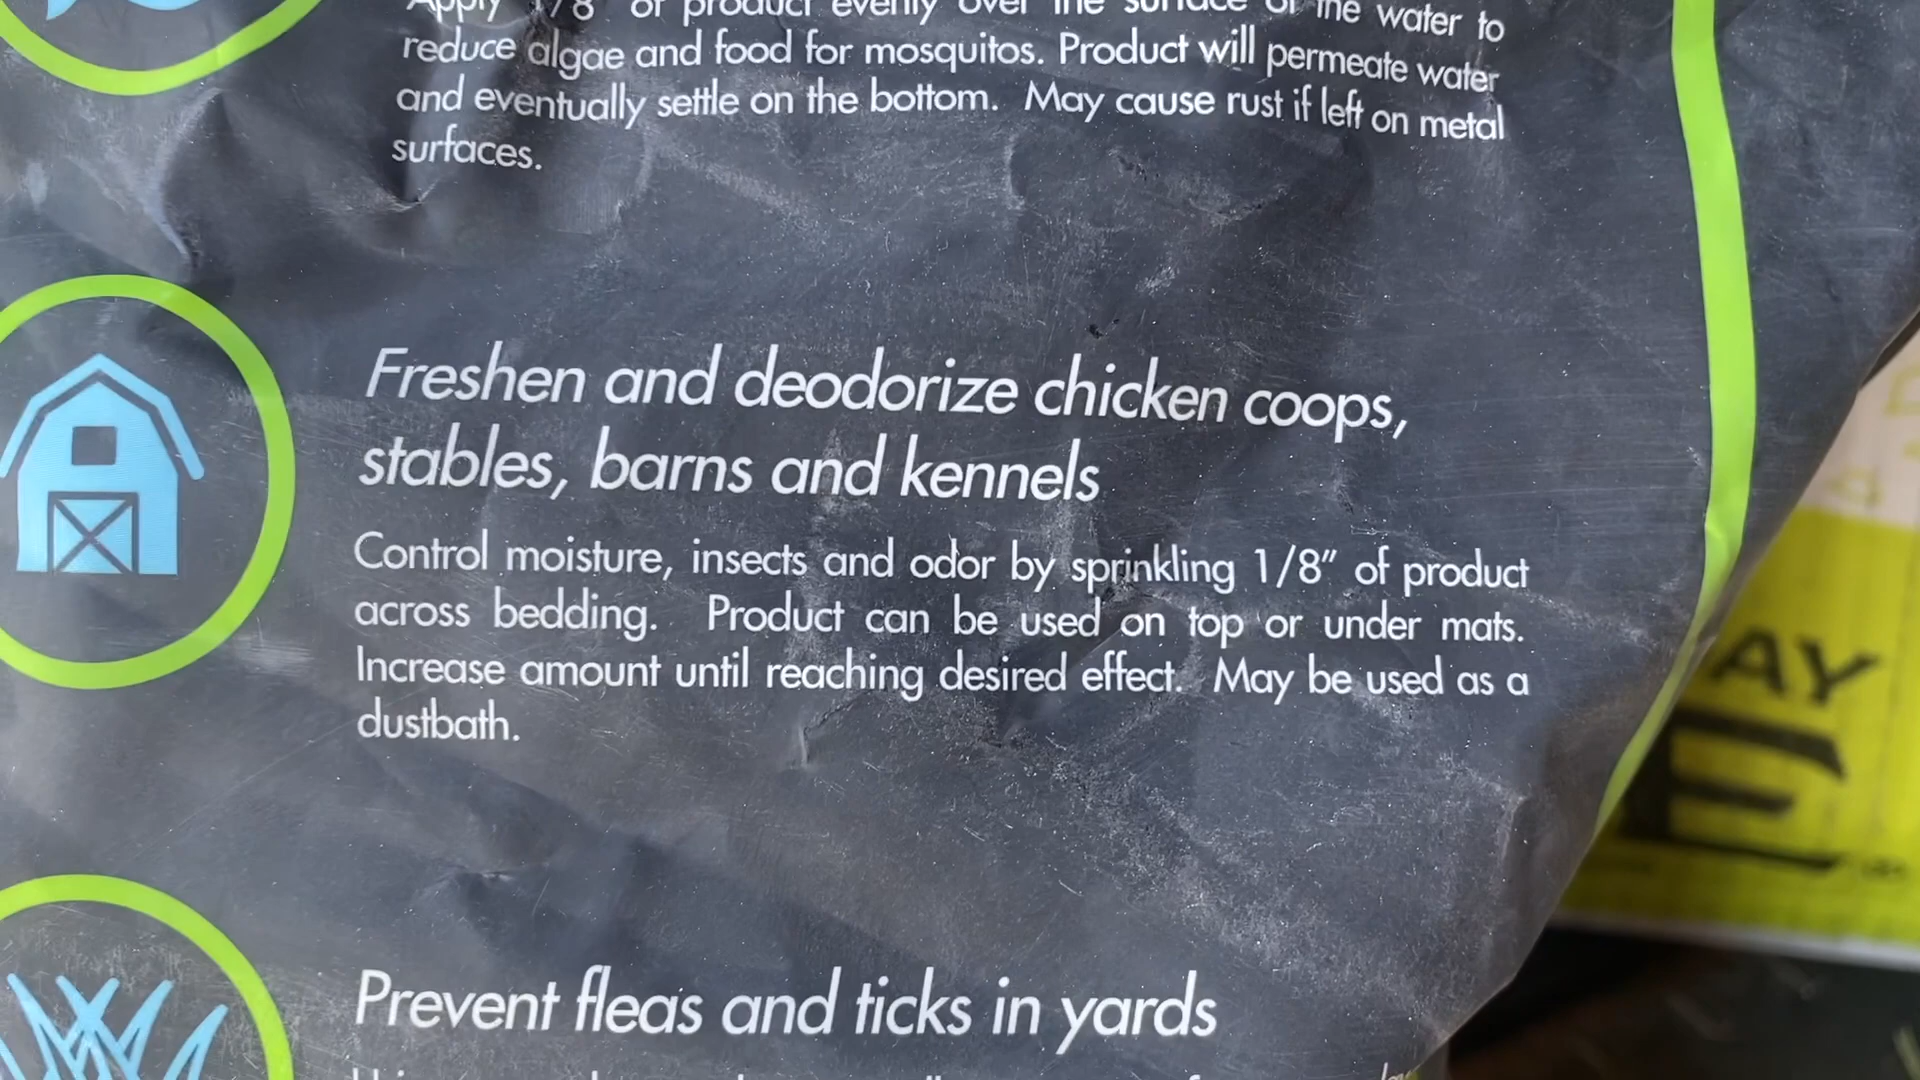 Apply 1/8" of product evenly over the surface of the water to
reduce algae and food for mosquitos. Product will permeate water
and eventually settle on the bottom. May cause rust if left on metal
surfaces.
Freshen and deodorize chicken coops,
stables, barns and kennels
Control moisture, insects and odor by sprinkling 1/8" of product
across bedding. Product can be used on top or under mats.
Increase amount until reaching desired effect. May be used as a
dustbath.
Prevent fleas and ticks in yards
AY
E